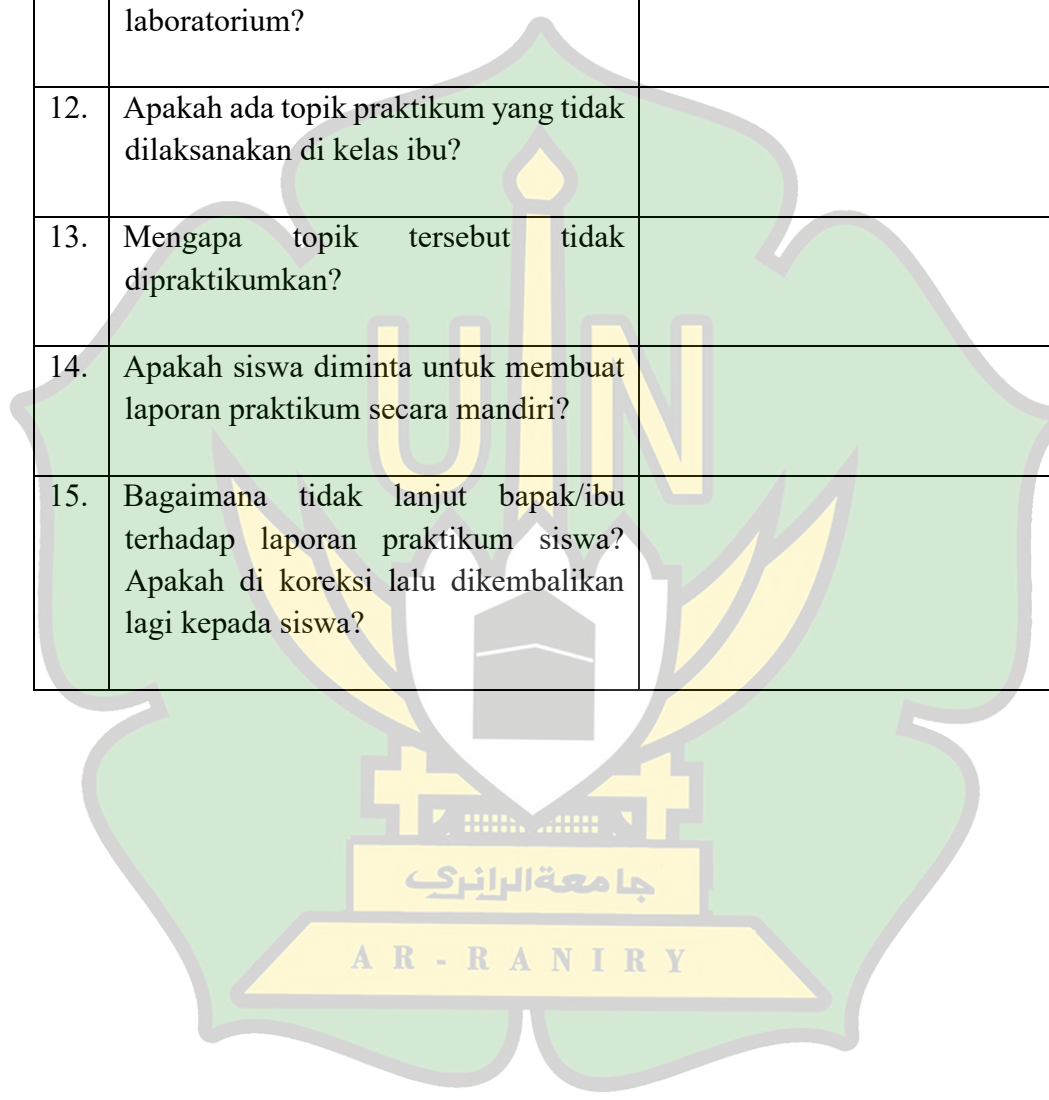 laboratorium?
12. Apakah ada topik praktikum yang tidak
dilaksanakan di kelas ibu?
13. Mengapa topik tersebut tidak
dipraktikumkan?
14. Apakah siswa diminta untuk membuat
laporan praktikum secara mandiri?
15. Bagaimana tidak lanjut bapak/ibu
terhadap laporan praktikum siswa?
Apakah di koreksi lalu dikembalikan
lagi kepada siswa?
UIN
جامعةالرانري
AR-RANIRY